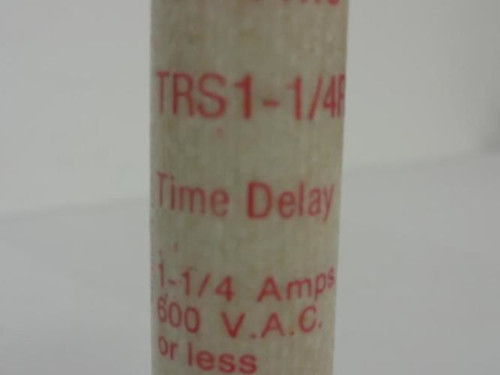 TRS1-1/4R
Time Delay
1-1/4 Amps
600 V.A.C.
or less